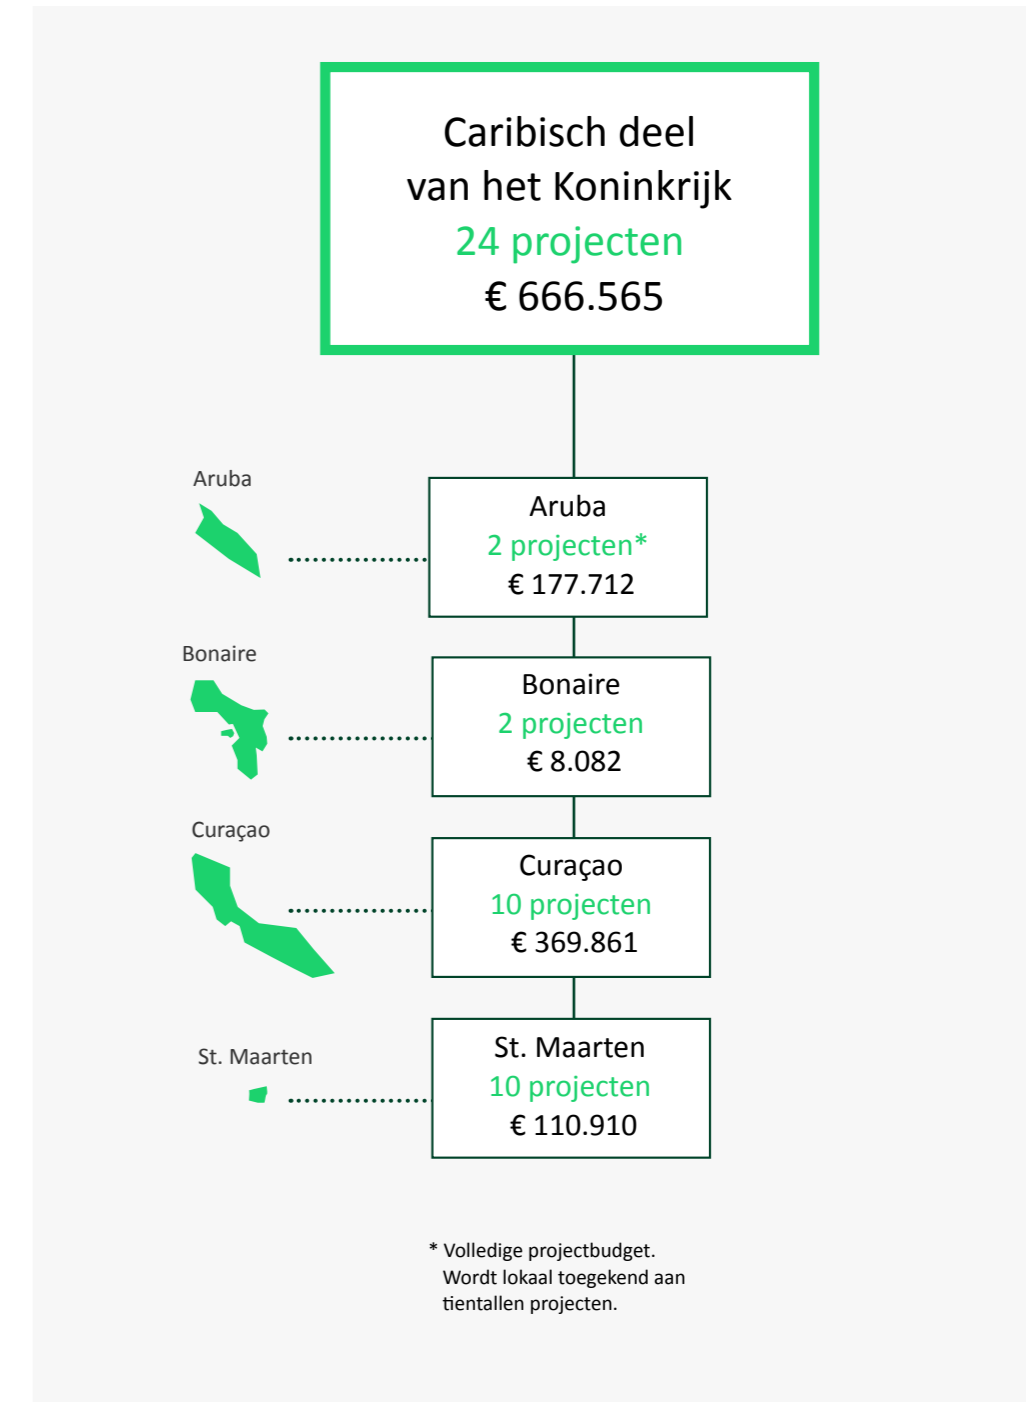 Caribisch deel
van het Koninkrijk
24 projecten
€ 666.565
Aruba
Aruba
2 projecten*
€ 177.712
Bonaire
Bonaire
2 projecten
€ 8.082
Curaçao
Curaçao
10 projecten
€ 369.861
St. Maarten
St. Maarten
10 projecten
€ 110.910
* Volledige projectbudget.
Wordt lokaal toegekend aan
tientallen projecten.